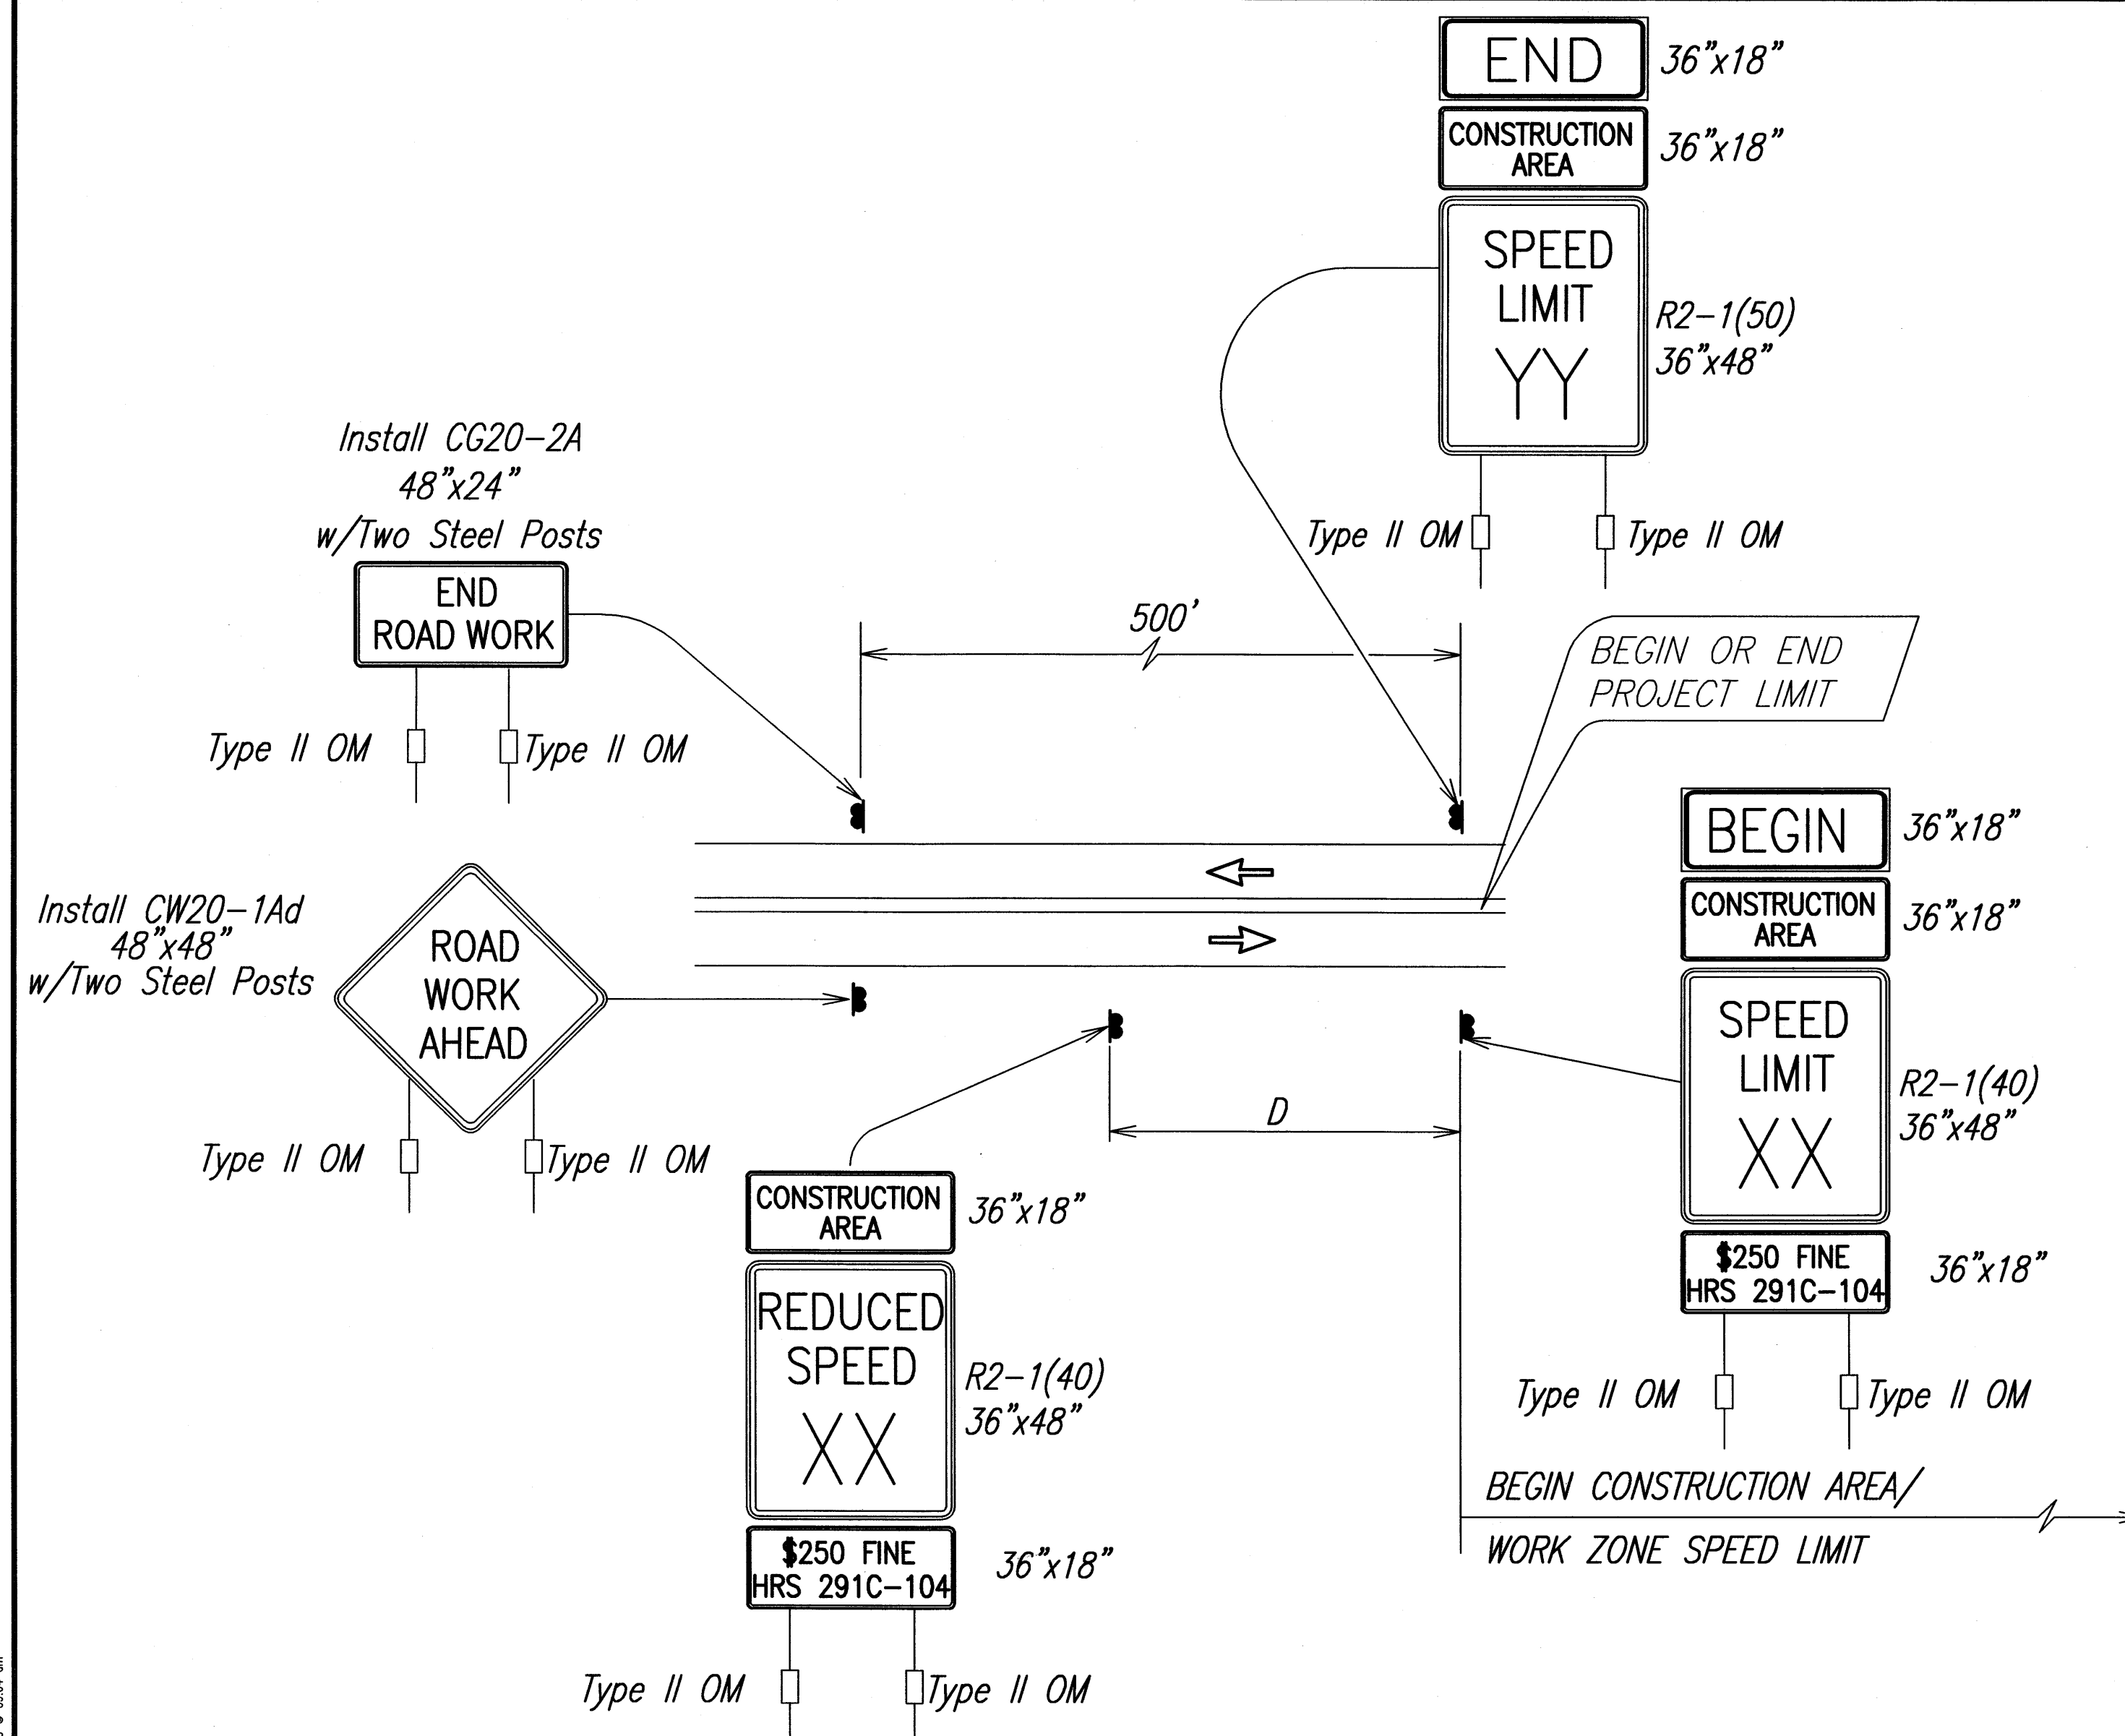 END
36"x18"
CONSTRUCTION
AREA
36"x18"
SPEED
LIMIT
YY
R2-1(50)
36"x48"
Type II OM
Type II OM
Install CG20-2A
48"x24"
w/Two Steel Posts
END
ROAD WORK
Type II OM
Type II OM
500'
BEGIN OR END
PROJECT LIMIT
BEGIN
36"x18"
CONSTRUCTION
AREA
36"x18"
SPEED
LIMIT
XX
R2-1(40)
36"x48"
$250 FINE
HRS 291C-104
36"x18"
Type II OM
Type II OM
Install CW20-1Ad
48"x48"
w/Two Steel Posts
ROAD
WORK
AHEAD
Type II OM
Type II OM
D
CONSTRUCTION
AREA
36"x18"
REDUCED
SPEED
XX
R2-1(40)
36"x48"
$250 FINE
HRS 291C-104
36"x18"
Type II OM
Type II OM
BEGIN CONSTRUCTION AREA/
WORK ZONE SPEED LIMIT